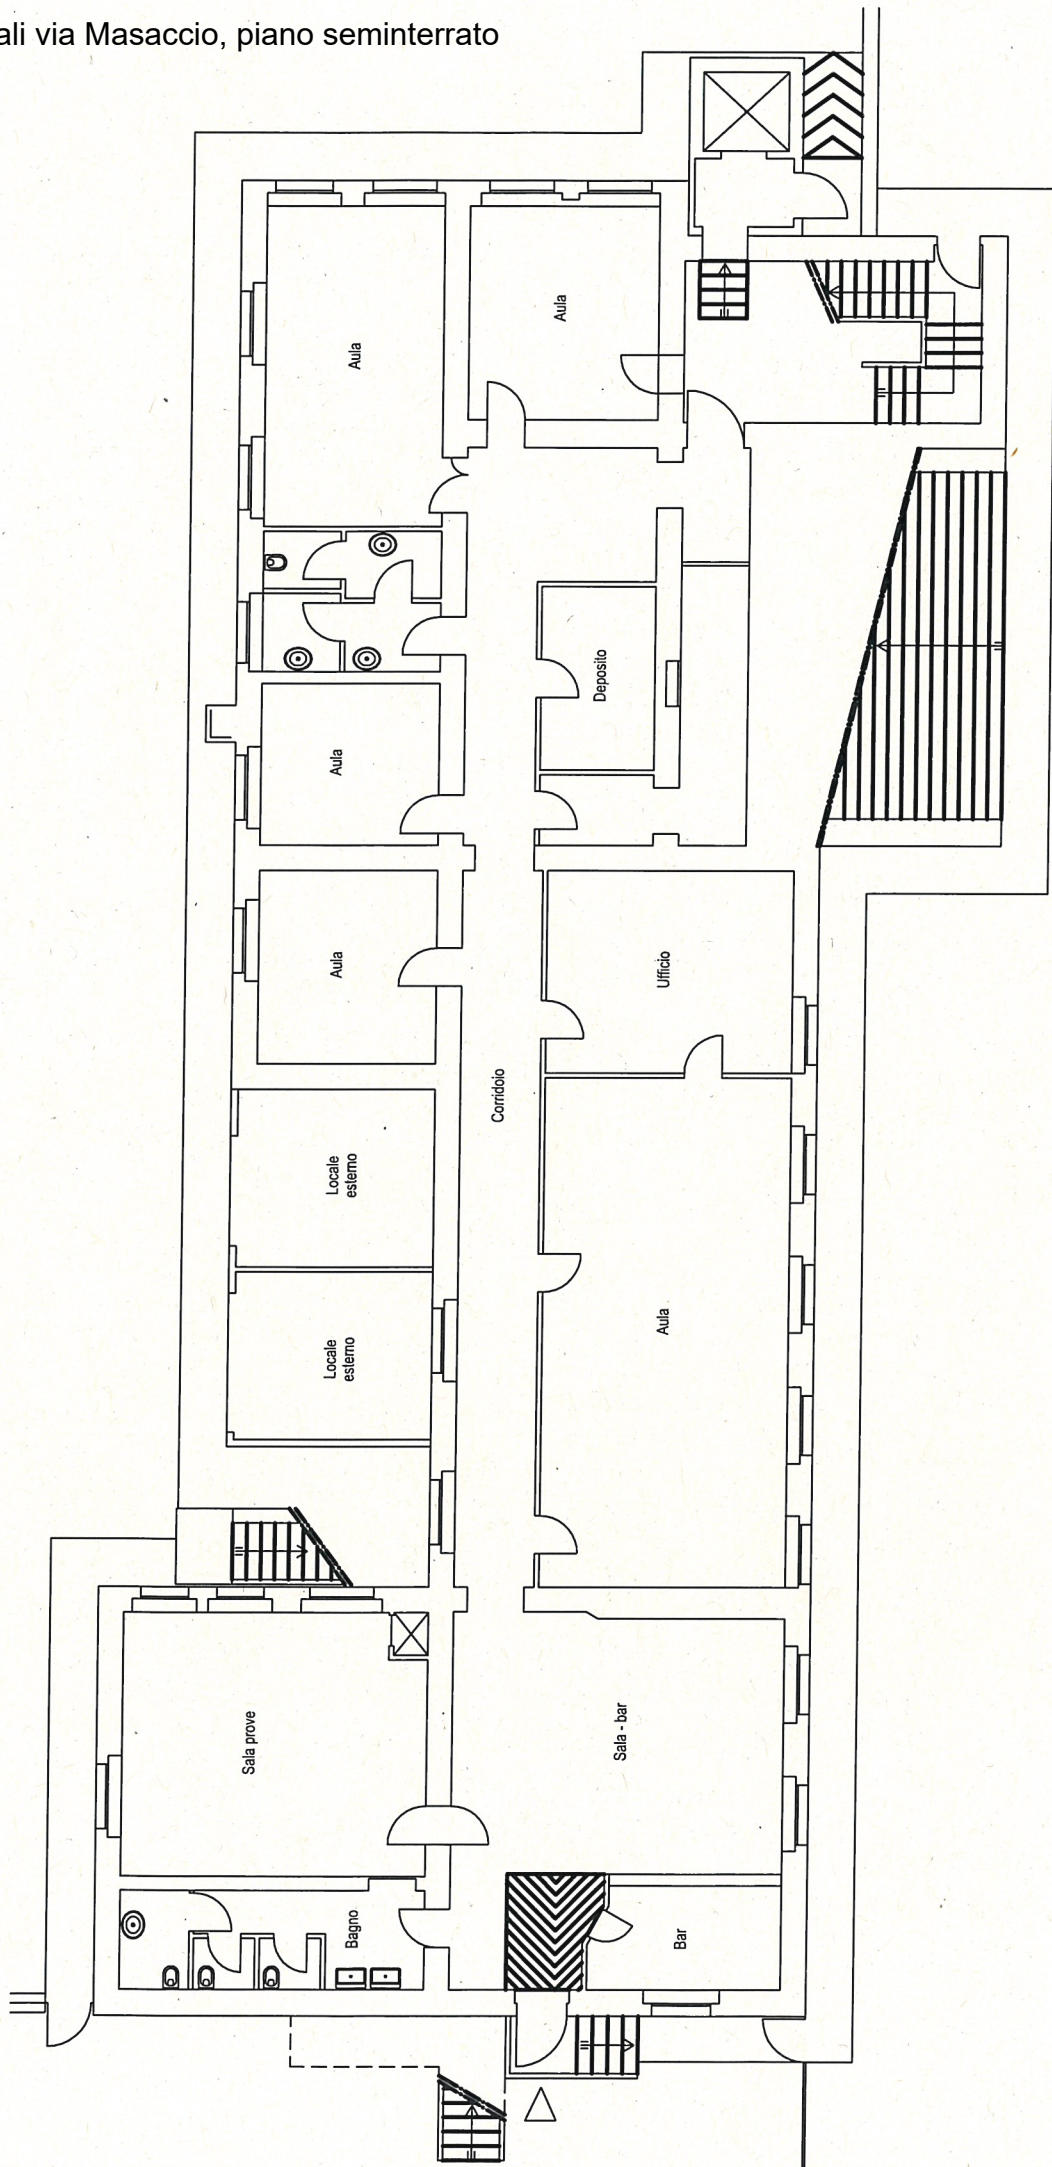 ali via Masaccio, piano seminterrato
Aula
Aula
Deposito
Aula
Aula
Ufficio
Corridoio
Locale
esterno
Locale
esterno
Aula
Sala prove
Sala - bar
Bagno
Bar